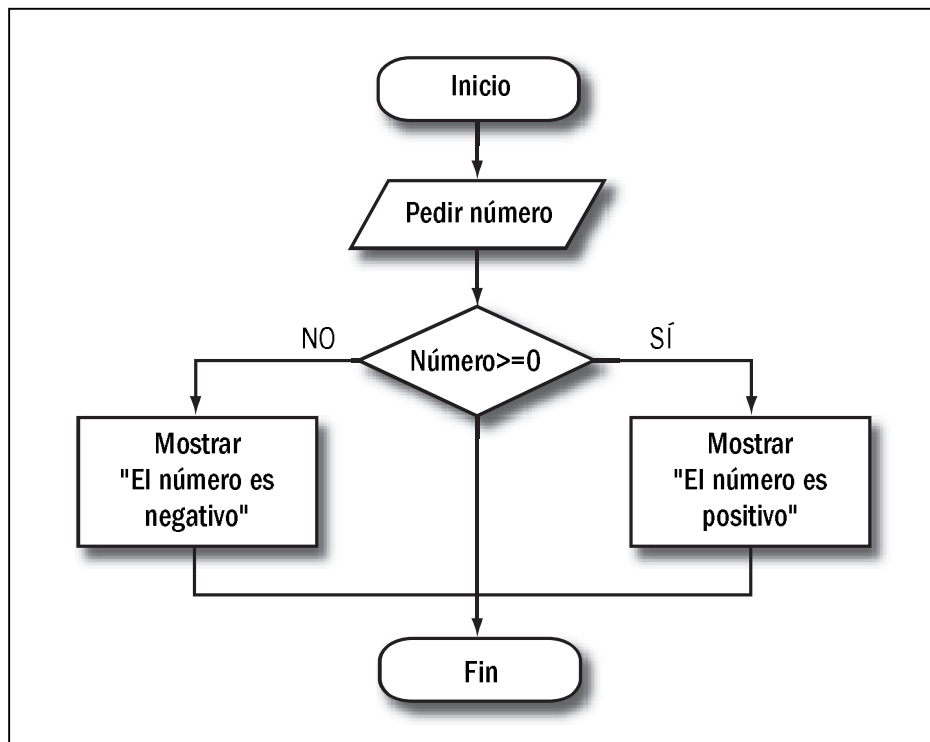 Inicio
Pedir número
Número>=0
NO
SÍ
Mostrar
"El número es
negativo"
Mostrar
"El número es
positivo"
Fin